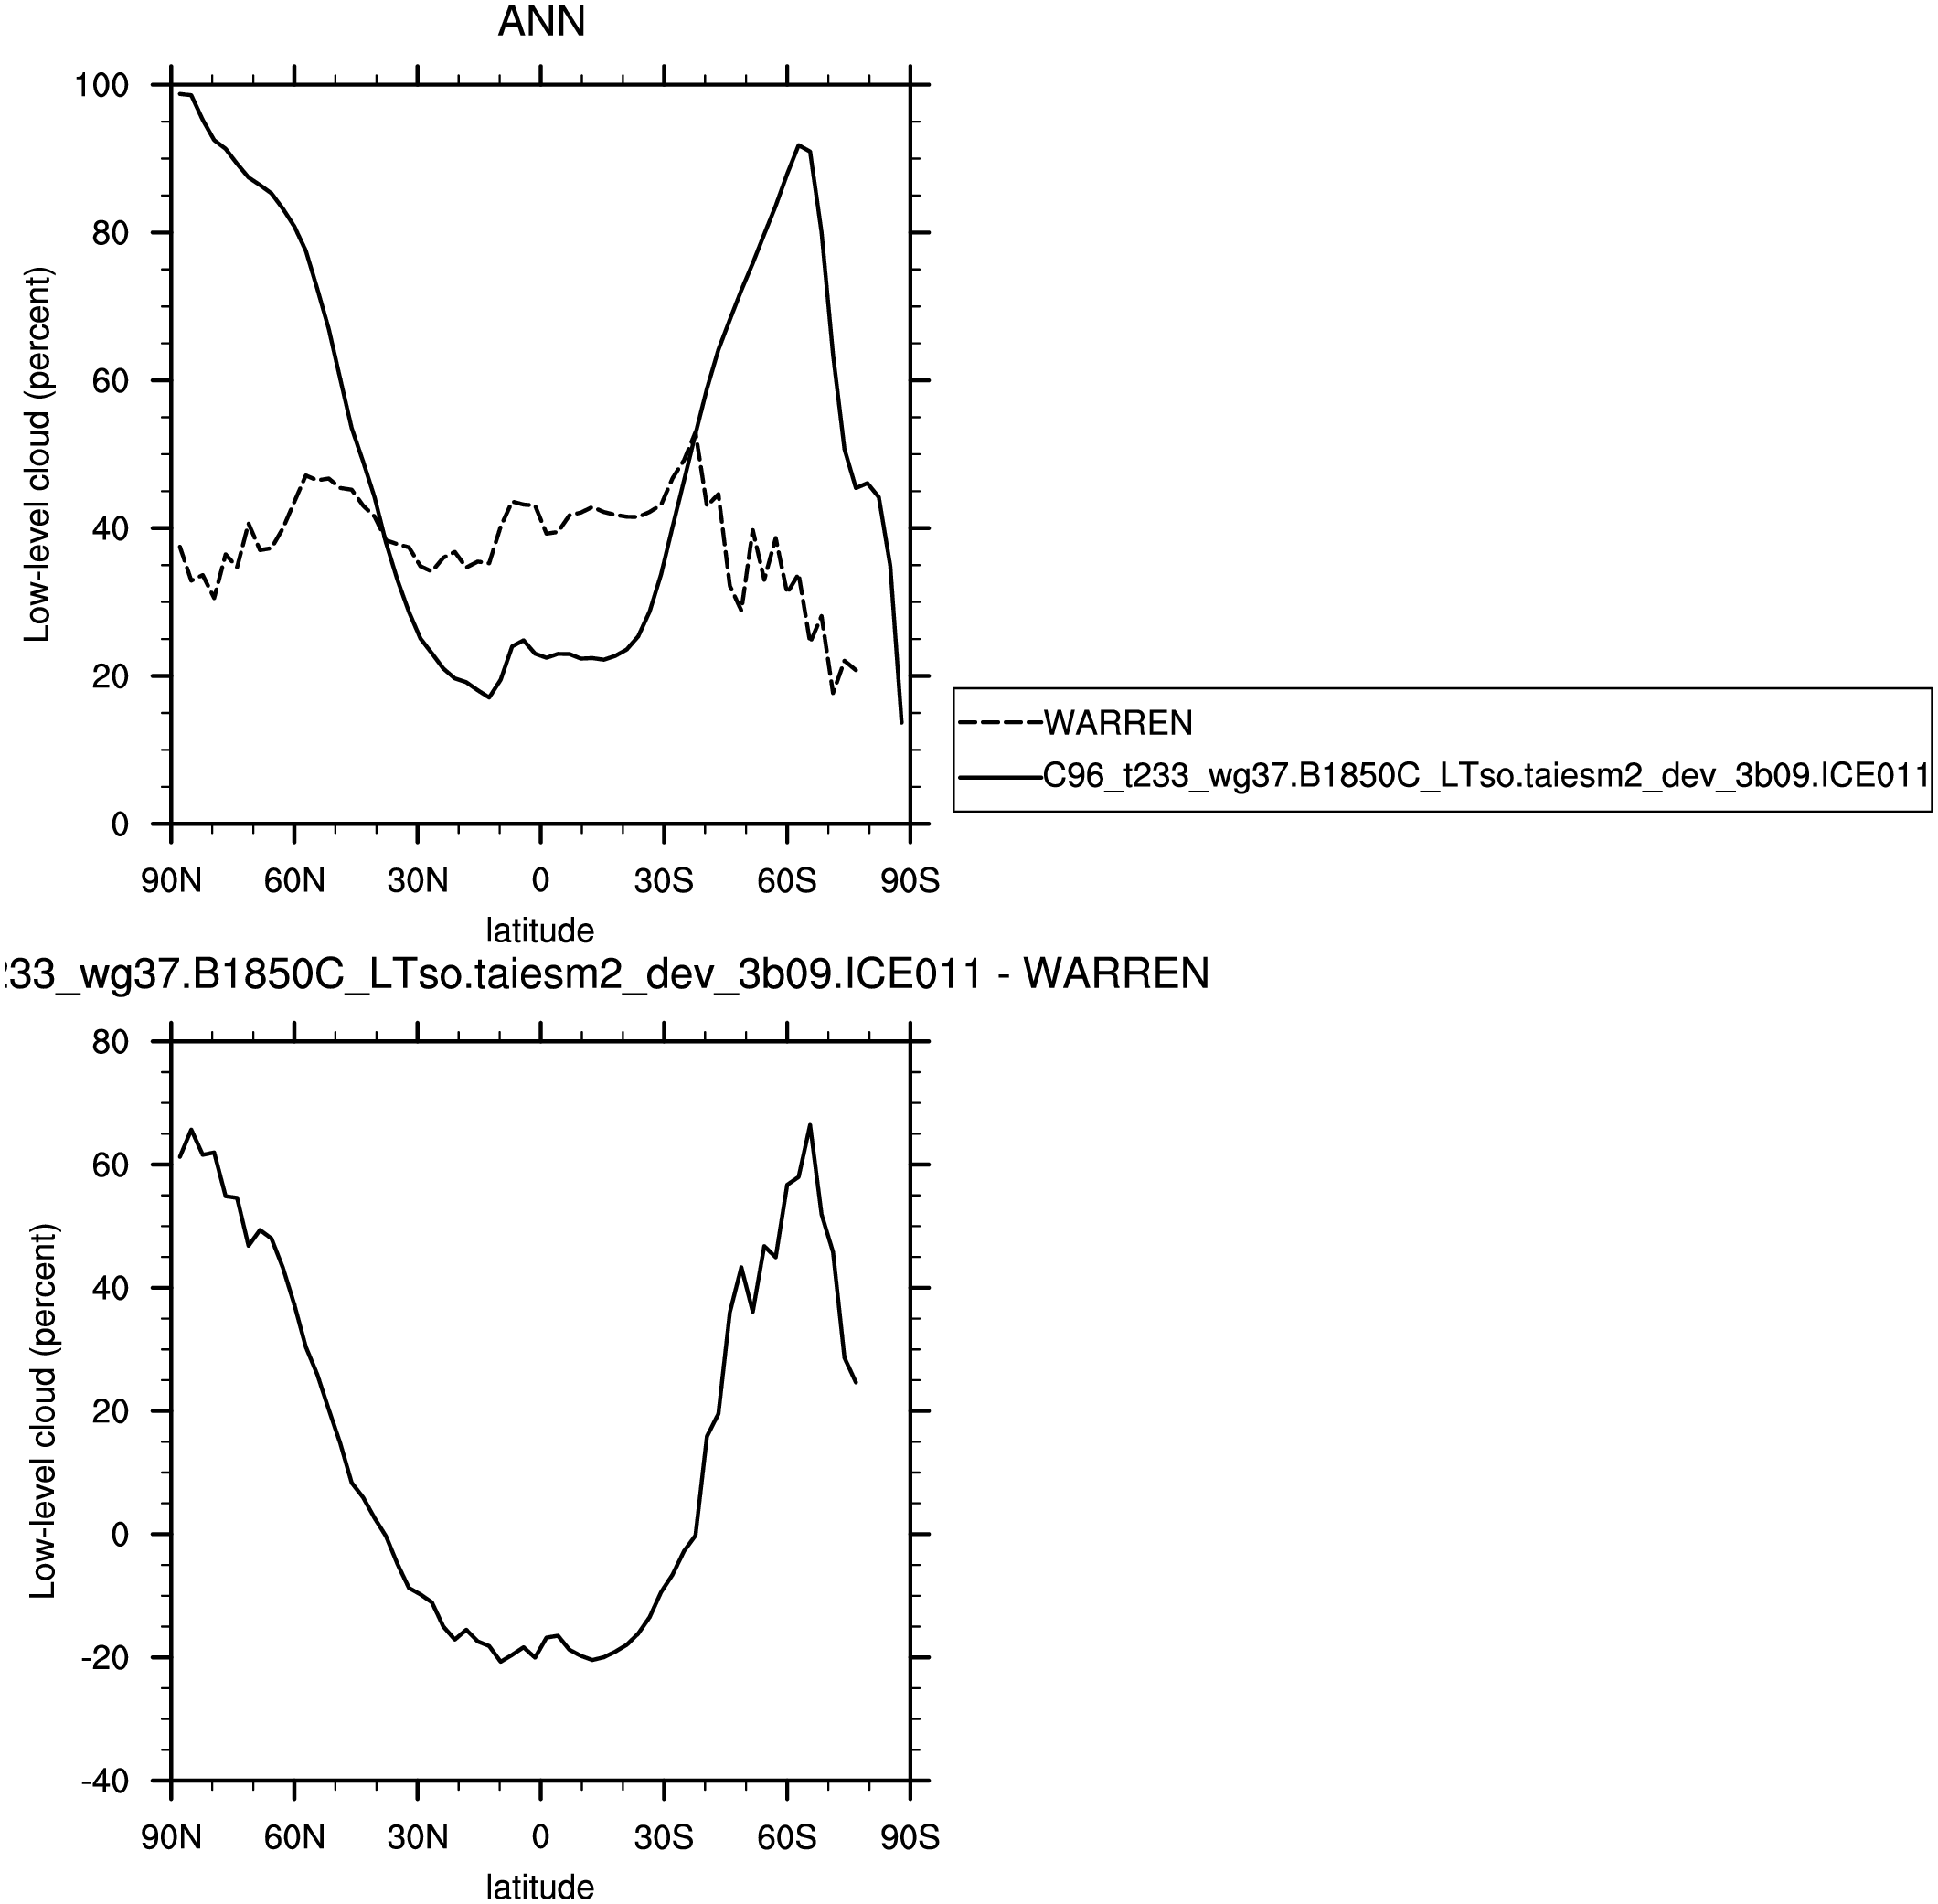 ANN
100
80
60
40
20
0
Low-level cloud (percent)
90N 60N 30N 0 30S 60S 90S
latitude
WARREN
C96_t233_wg37.B1850C_LTso.taiesm2_dev_3b09.ICE011
33_wg37.B1850C_LTso.taiesm2_dev_3b09.ICE011 - WARREN
80
60
40
20
0
-20
-40
Low-level cloud (percent)
90N 60N 30N 0 30S 60S 90S
latitude